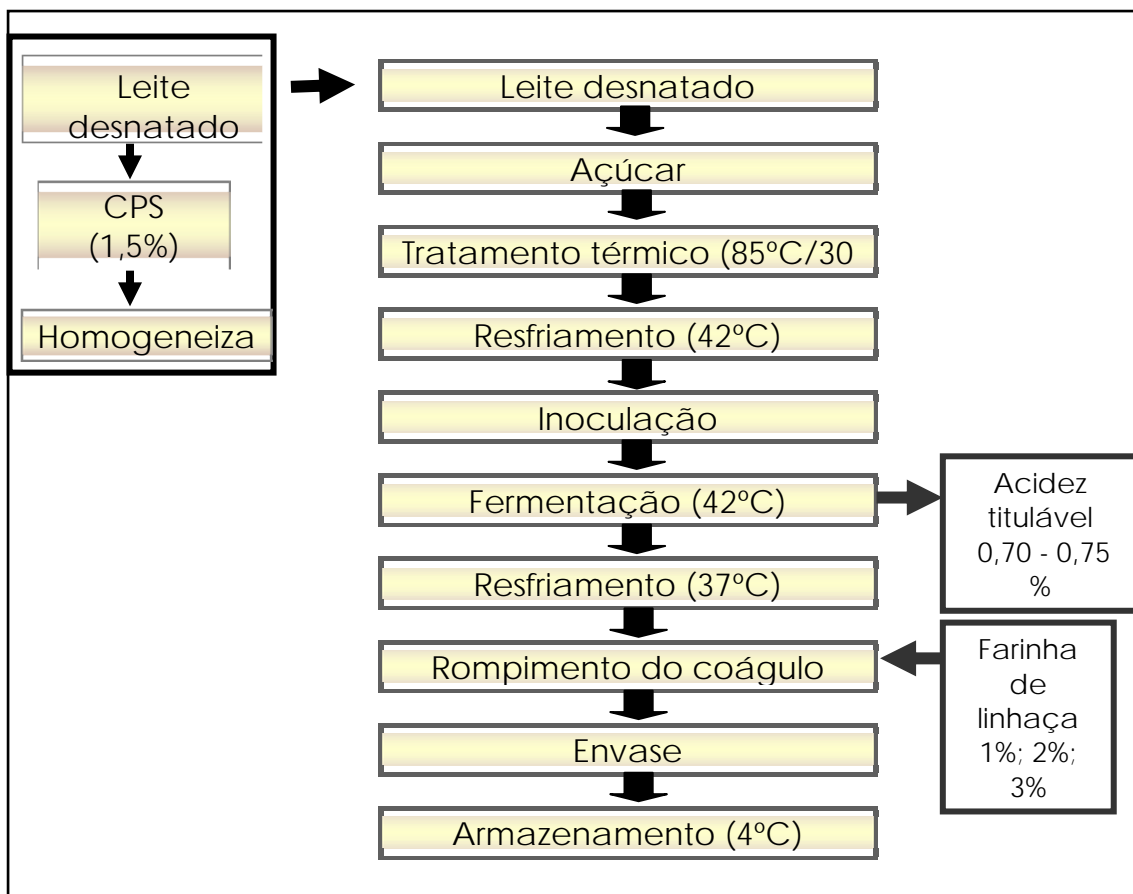 Leite
desnatado
CPS
(1,5%)
Homogeneiza
Leite desnatado
Açúcar
Tratamento térmico (85ºC/30
Resfriamento (42ºC)
Inoculação
Fermentação (42ºC)
Acidez
titulável
0,70 - 0,75
%
Resfriamento (37ºC)
Rompimento do coágulo
Farinha
de
linhaça
1%; 2%;
3%
Envase
Armazenamento (4ºC)